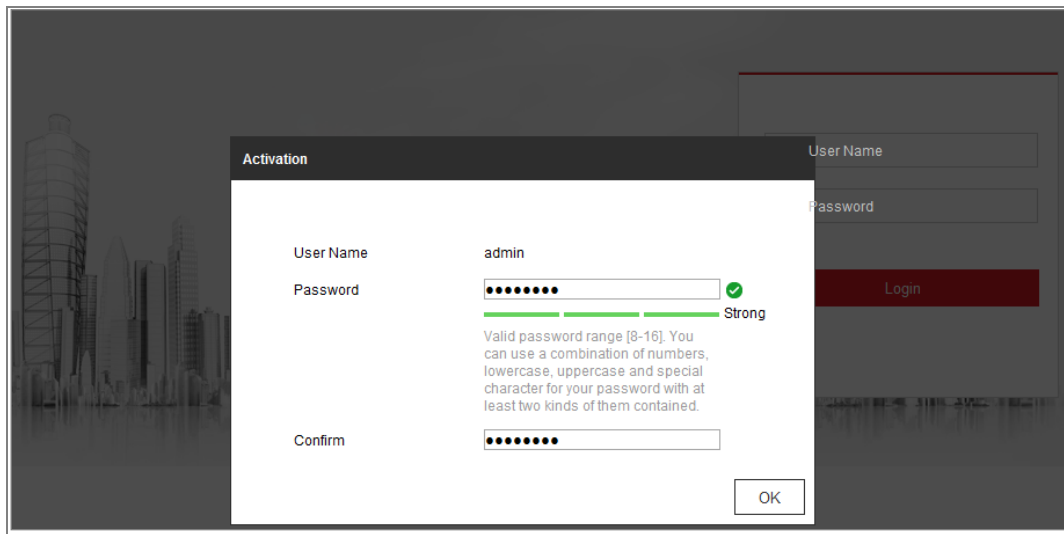 Activation
User Name
admin
Password
••••••••
Strong
Valid password range [8-16]. You
can use a combination of numbers,
lowercase, uppercase and special
character for your password with at
least two kinds of them contained.
Confirm
••••••••
OK
User Name
Password
Login